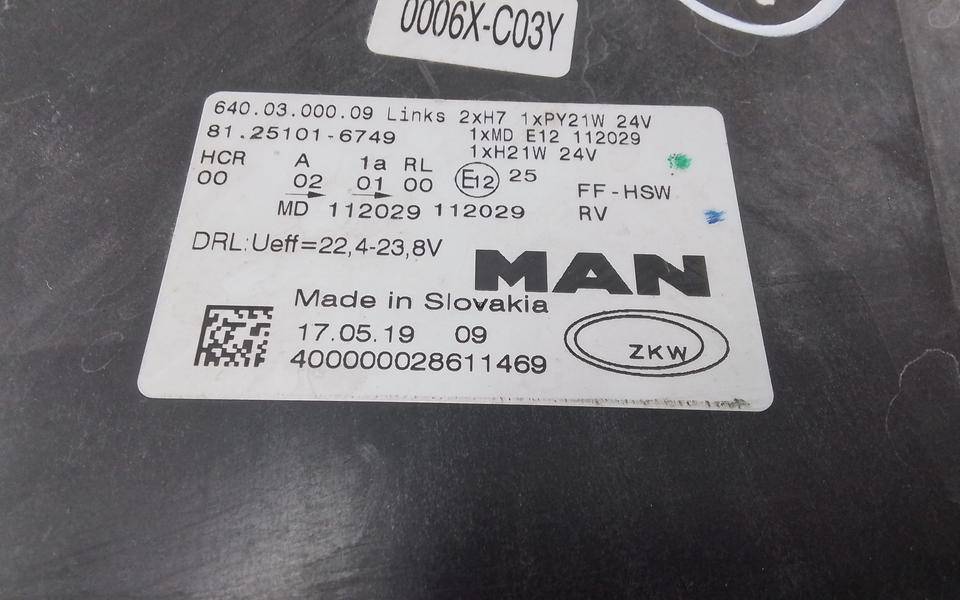 0006X-C03Y
640.03.000.09 Links 2xH7 1xPY21W 24V
81.25101-6749 1xMD E12 112029
1xH21W 24V
HCR A 1a RL
00 02 01 00 E12 25 FF-HSW
MD 112029 112029 RV
DRL:Ueff=22,4-23,8V
MAN
Made in Slovakia
17.05.19 09
400000028611469
ZKW